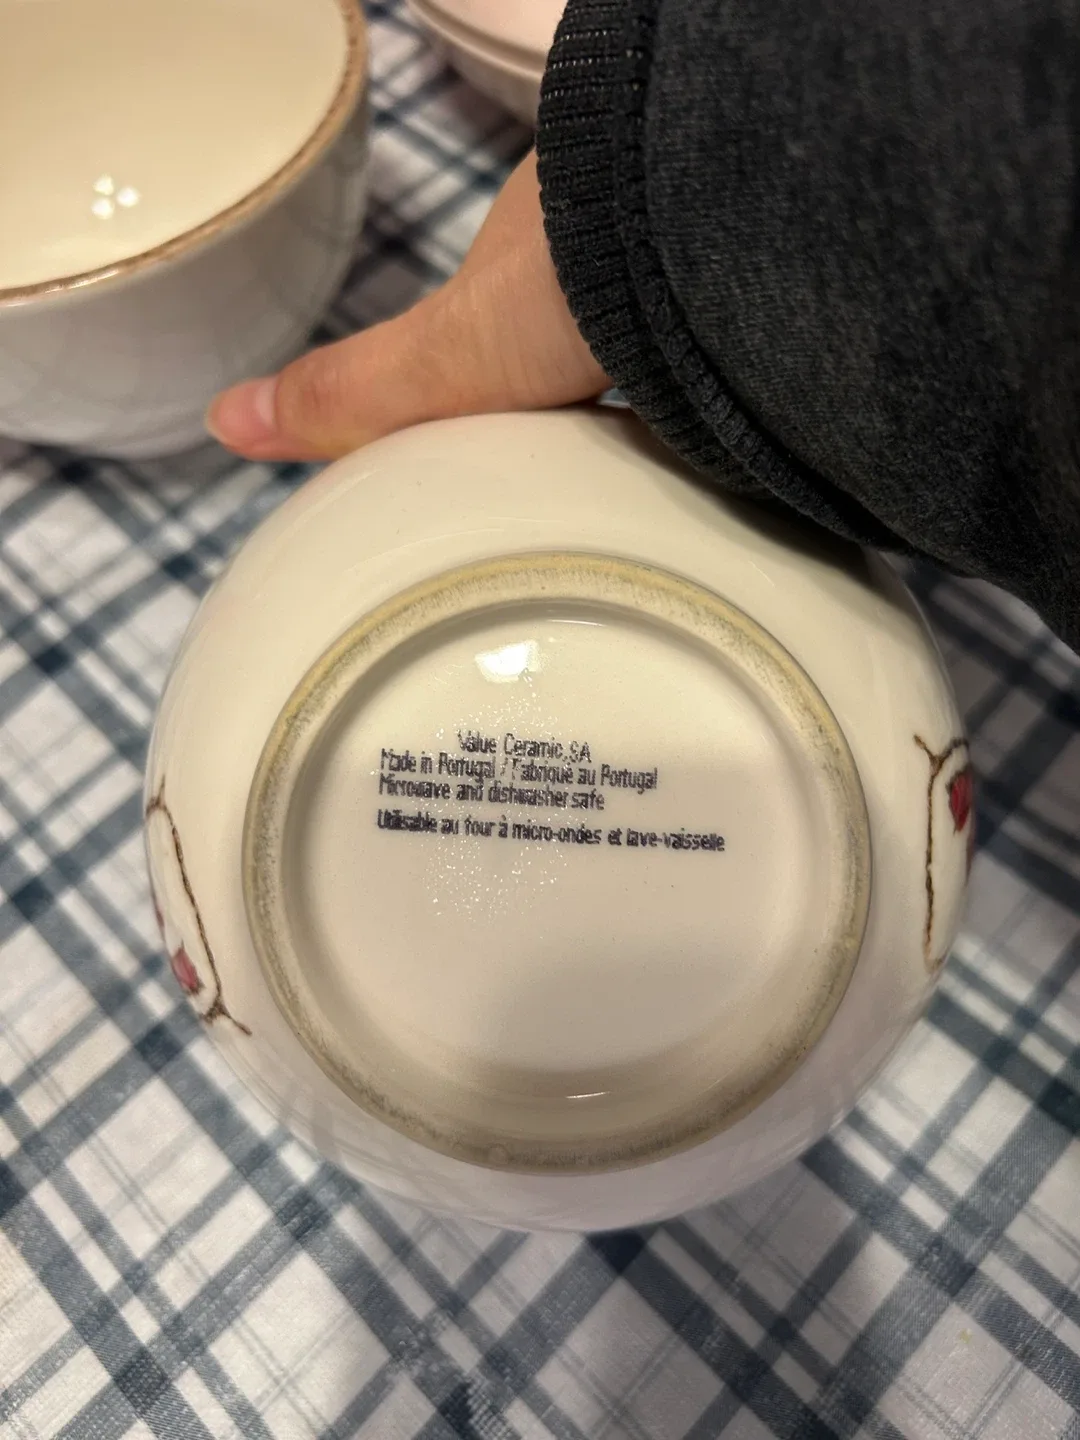 Value Ceramic, SA
Made in Portugal / Fabriqué au Portugal
Microwave and dishwasher safe
Utilisable au four à micro-ondes et lave-vaisselle